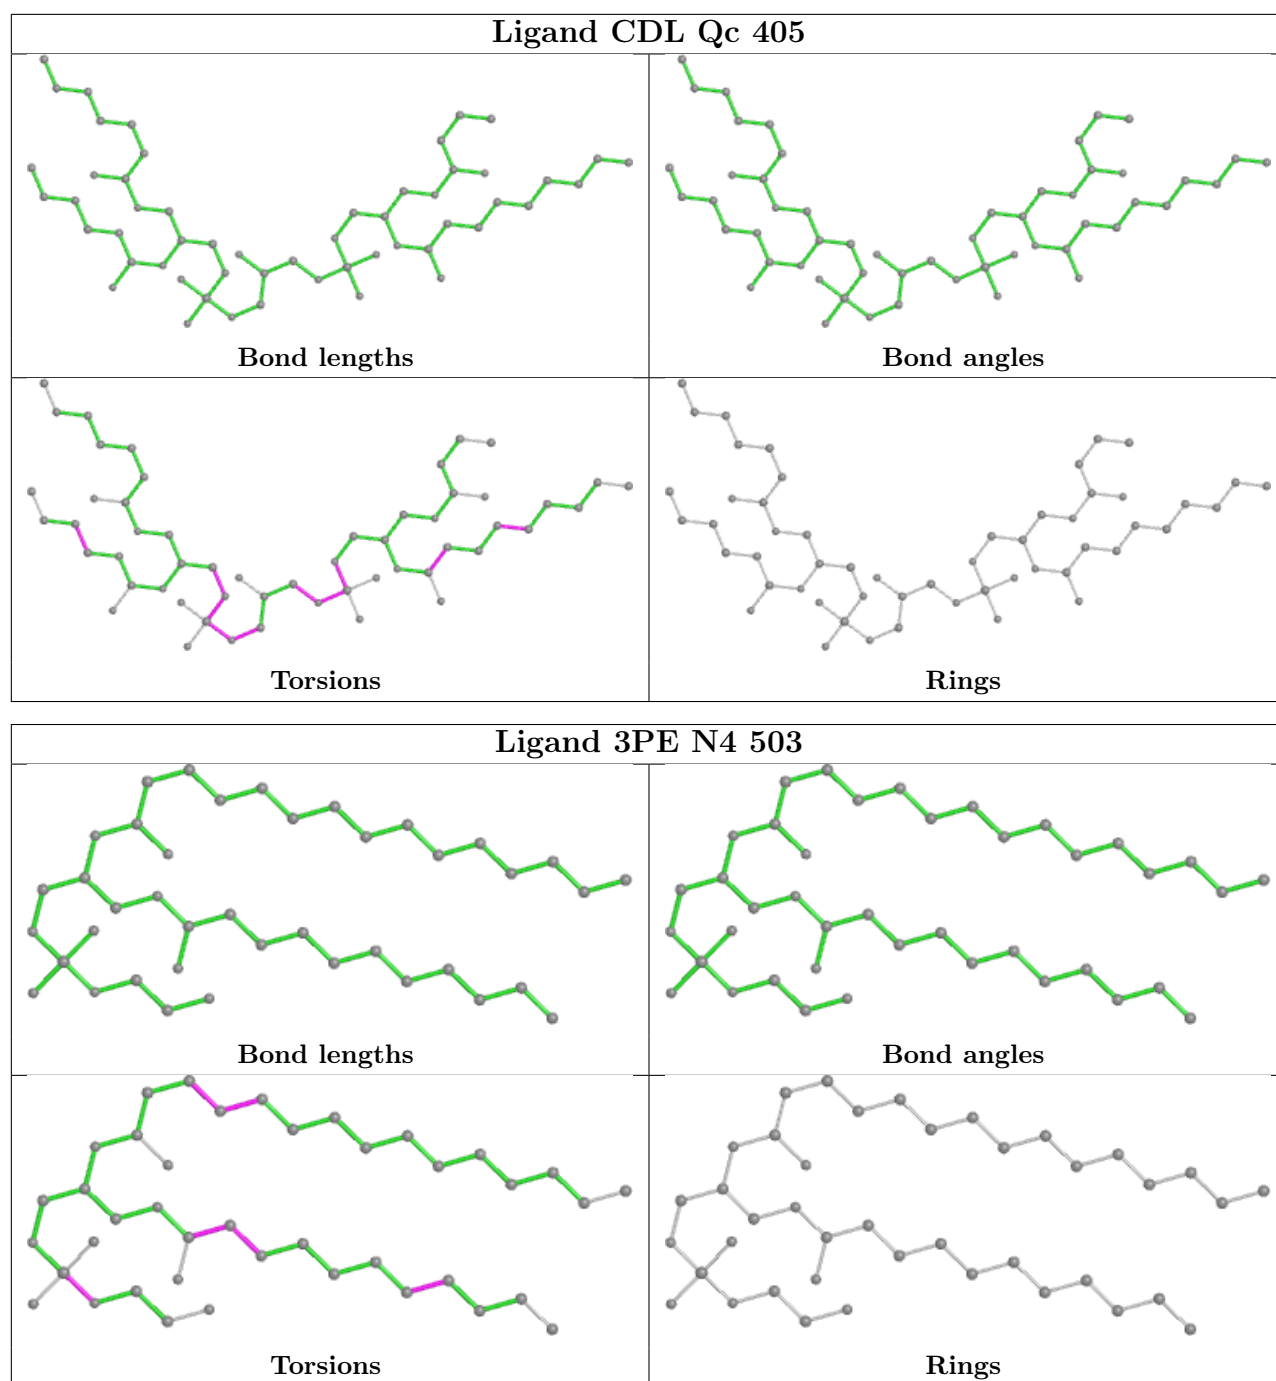 Ligand CDL Qc 405
Bond lengths
Bond angles
Torsions
Rings
Ligand 3PE N4 503
Bond lengths
Bond angles
Torsions
Rings